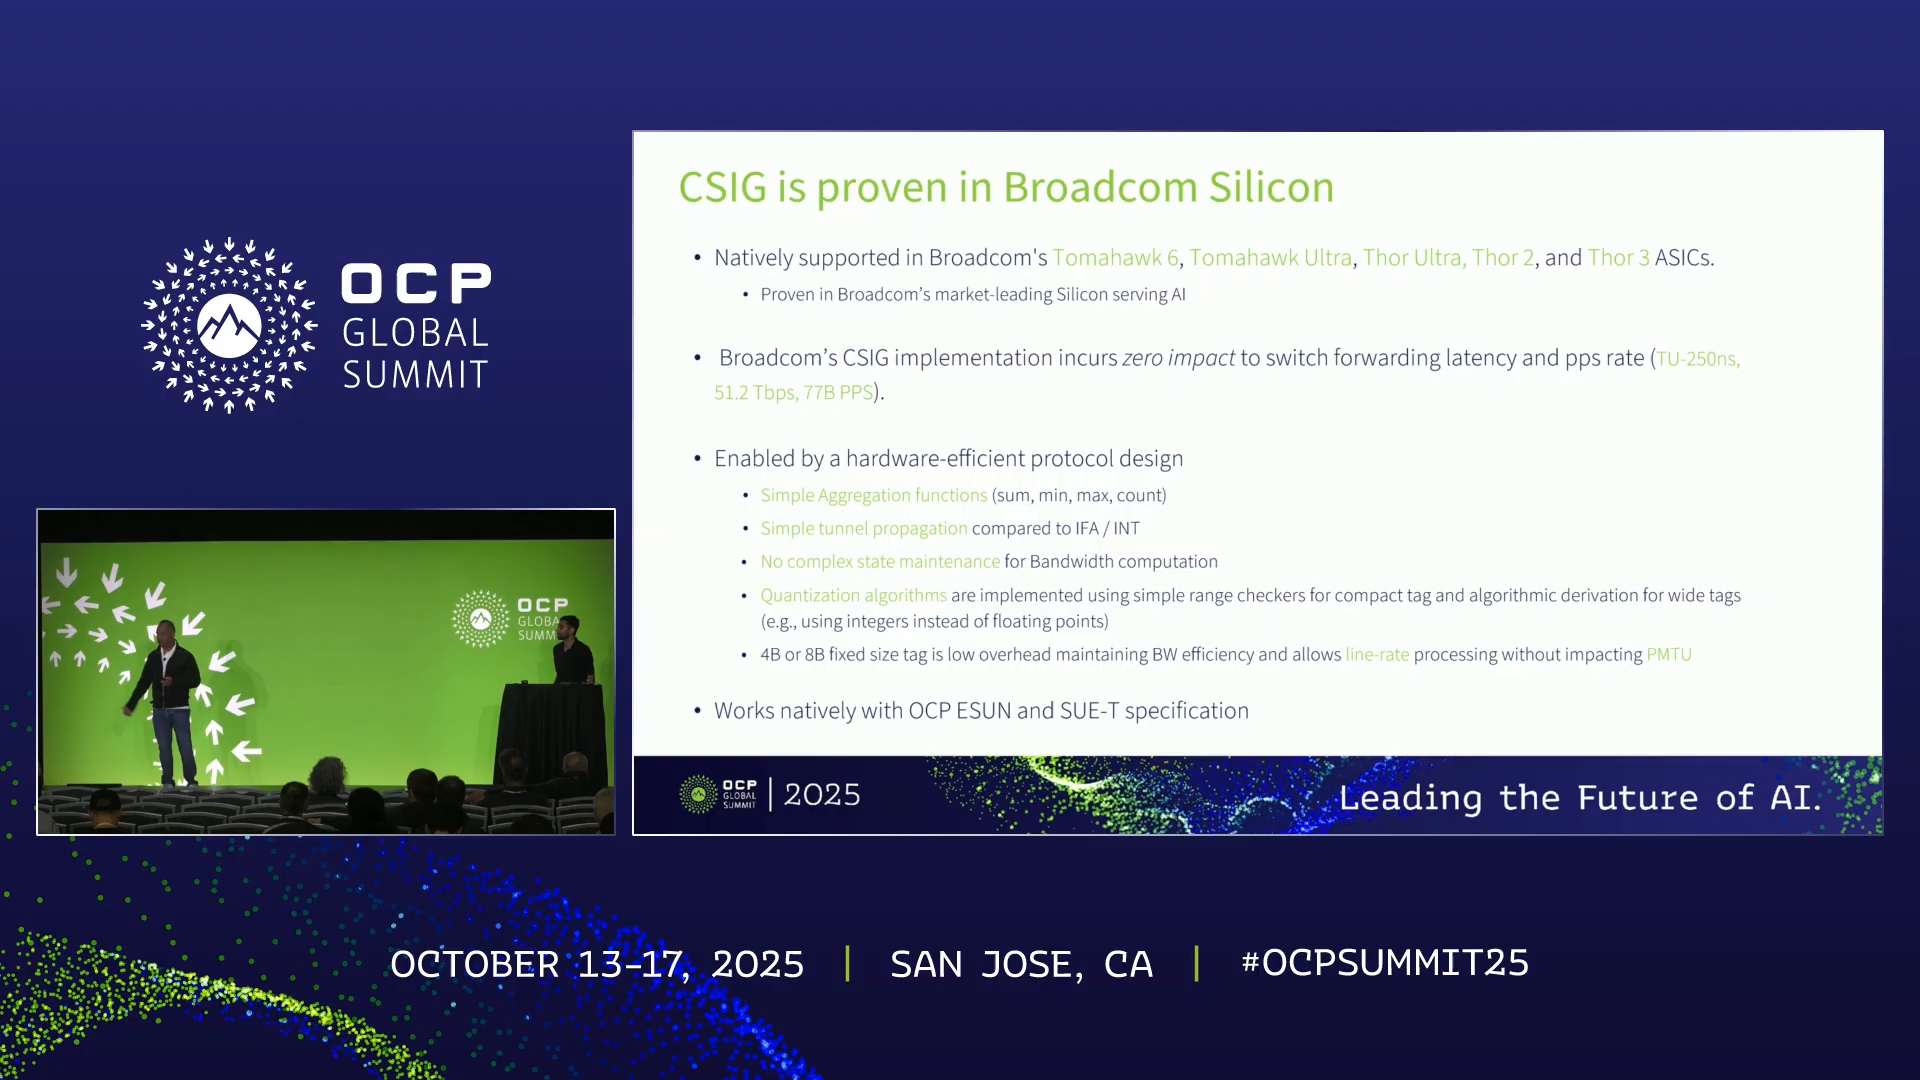 OCP
GLOBAL
SUMMIT
CSIG is proven in Broadcom Silicon
• Natively supported in Broadcom's Tomahawk 6, Tomahawk Ultra, Thor Ultra, Thor 2, and Thor 3 ASICs.
• Proven in Broadcom’s market-leading Silicon serving AI
• Broadcom’s CSIG implementation incurs zero impact to switch forwarding latency and pps rate (TU-250ns,
51.2 Tbps, 77B PPS).
• Enabled by a hardware-efficient protocol design
• Simple Aggregation functions (sum, min, max, count)
• Simple tunnel propagation compared to IFA / INT
• No complex state maintenance for Bandwidth computation
• Quantization algorithms are implemented using simple range checkers for compact tag and algorithmic derivation for wide tags
(e.g., using integers instead of floating points)
• 4B or 8B fixed size tag is low overhead maintaining BW efficiency and allows line-rate processing without impacting PMTU
• Works natively with OCP ESUN and SUE-T specification
OCP
GLOBAL
SUMMIT
2025
Leading the Future of AI.
OCP
GLOBA
SUMM
OCTOBER 13-17, 2025 | SAN JOSE, CA | #OCPSUMMIT25